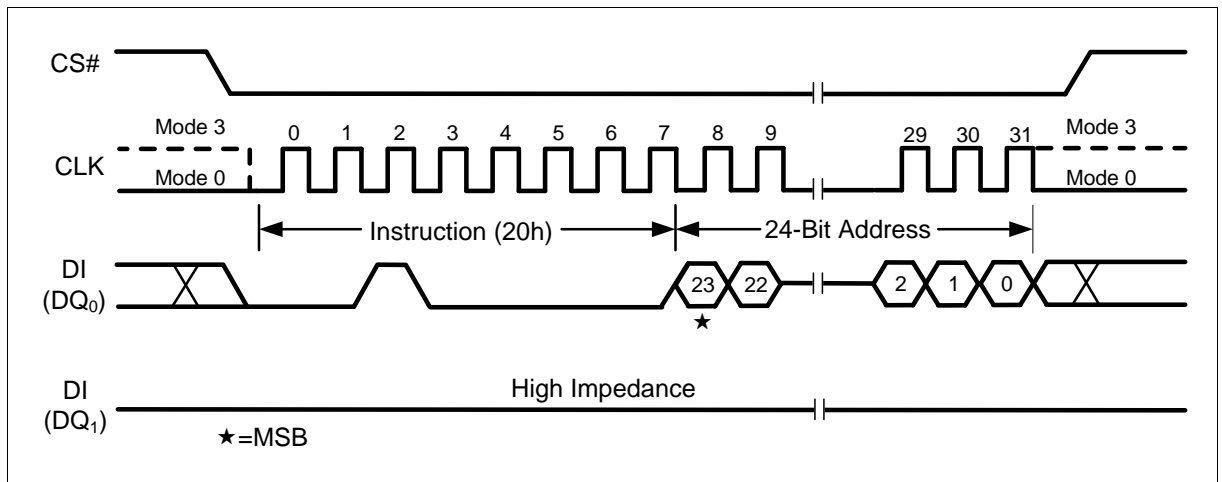 CS#
CLK
Mode 3
Mode 0
0 1 2 3 4 5 6 7 8 9 29 30 31
Mode 3
Mode 0
Instruction (20h)
24-Bit Address
DI
(DQ₀)
23 22 2 1 0
★
DI
(DQ₁)
High Impedance
★=MSB